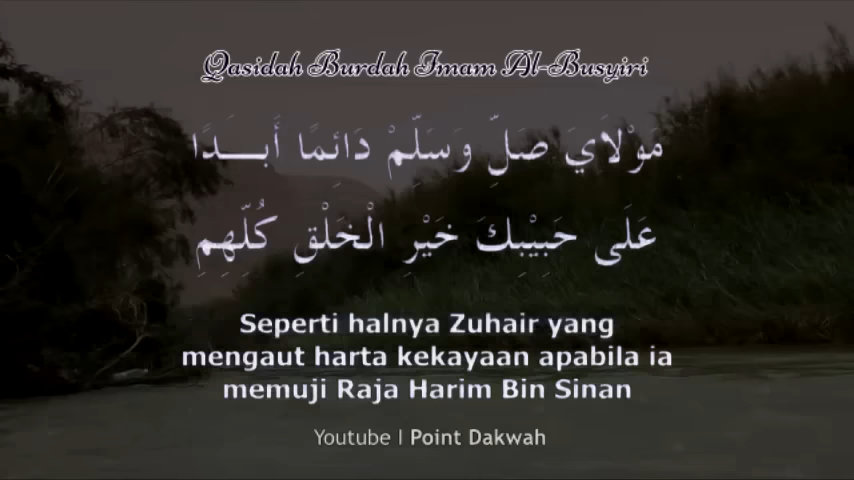 Qasidah Burdah Imam Al-Busyiri
مَوْلَايَ صَلِّ وَسَلِّمْ دَائِمًا أَبَــدًا
عَلَى حَبِيْبِكَ خَيْرِ الْخَلْقِ كُلِّهِمِ
Seperti halnya Zuhair yang
mengaut harta kekayaan apabila ia
memuji Raja Harim Bin Sinan
Youtube | Point Dakwah